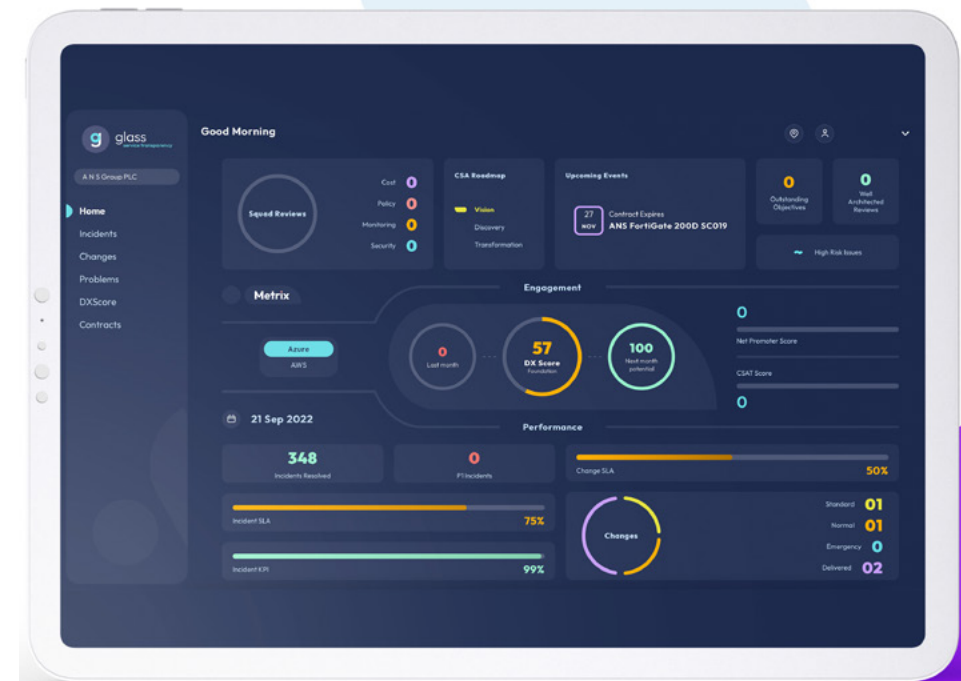 glass
service transparency
A N S Group PLC
Home
Incidents
Changes
Problems
DXScore
Contracts
Good Morning
Squad Reviews
Cost 0
Policy 0
Monitoring 0
Security 0
CSA Roadmap
Vision
Discovery
Transformation
Upcoming Events
27
NOV
Contract Expires
ANS FortiGate 200D SC019
0
Outstanding
Objectives
0
Well
Architected
Reviews
High Risk Issues
Metrix
Azure
AWS
Engagement
0
Last month
57
DX Score
Foundation
100
Next month
potential
0
Net Promoter Score
CSAT Score
0
21 Sep 2022
Performance
348
Incidents Resolved
0
P1 Incidents
Change SLA 50%
Incident SLA 75%
Incident KPI 99%
Changes
Standard 01
Normal 01
Emergency 0
Delivered 02